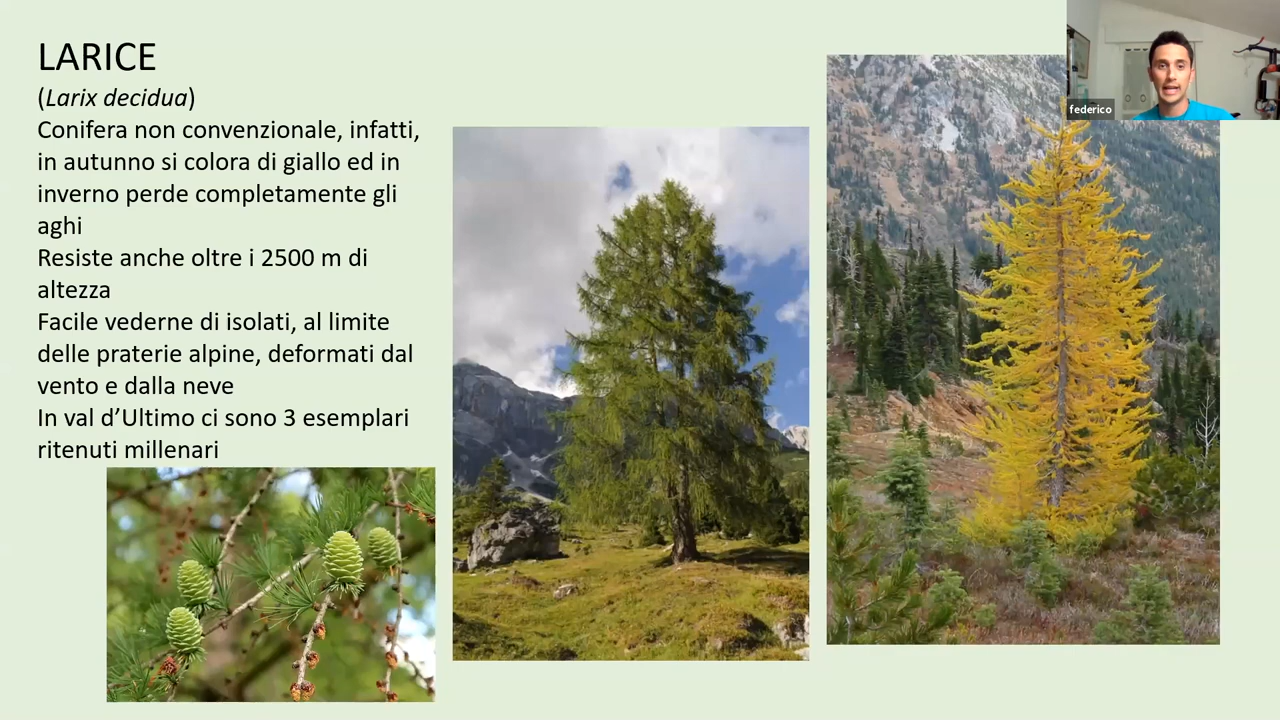 LARICE
(Larix decidua)
Conifera non convenzionale, infatti,
in autunno si colora di giallo ed in
inverno perde completamente gli
aghi
Resiste anche oltre i 2500 m di
altezza
Facile vederne di isolati, al limite
delle praterie alpine, deformati dal
vento e dalla neve
In val d’Ultimo ci sono 3 esemplari
ritenuti millenari
federico